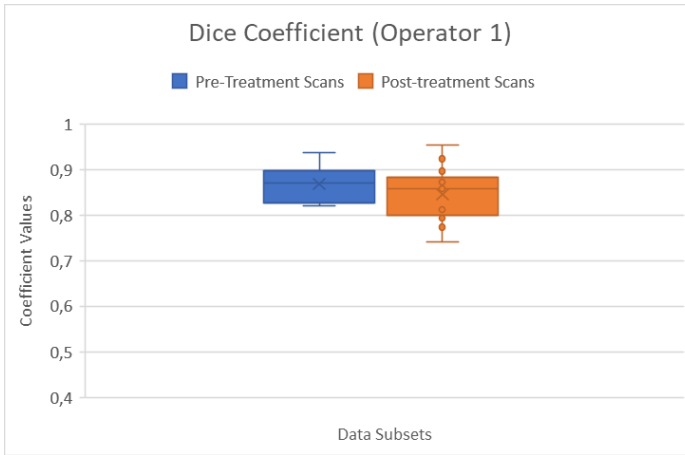 Dice Coefficient (Operator 1)
Pre-Treatment Scans Post-treatment Scans
Coefficient Values
1
0,9
0,8
0,7
0,6
0,5
0,4
Data Subsets